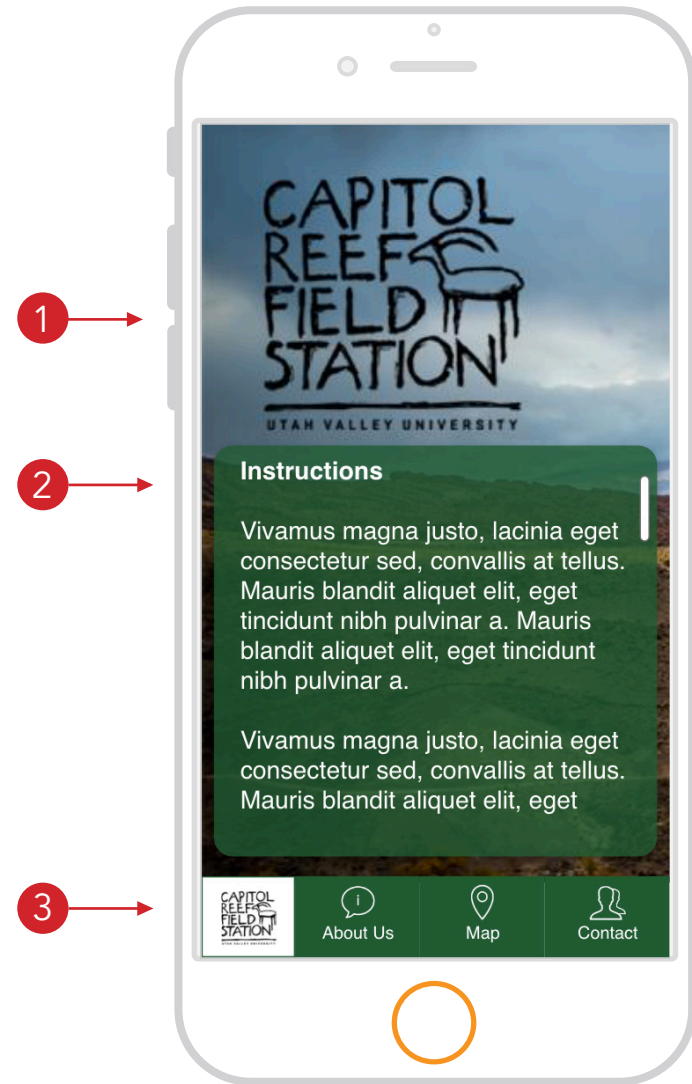 CAPITOL
REEF
FIELD
STATION
UTAH VALLEY UNIVERSITY
1
2
Instructions
Vivamus magna justo, lacinia eget
consectetur sed, convallis at tellus.
Mauris blandit aliquet elit, eget
tincidunt nibh pulvinar a. Mauris
blandit aliquet elit, eget tincidunt
nibh pulvinar a.
Vivamus magna justo, lacinia eget
consectetur sed, convallis at tellus.
Mauris blandit aliquet elit, eget
3
CAPITOL
REEF
FIELD
STATION
UTAH VALLEY UNIVERSITY
i
About Us
Map
Contact